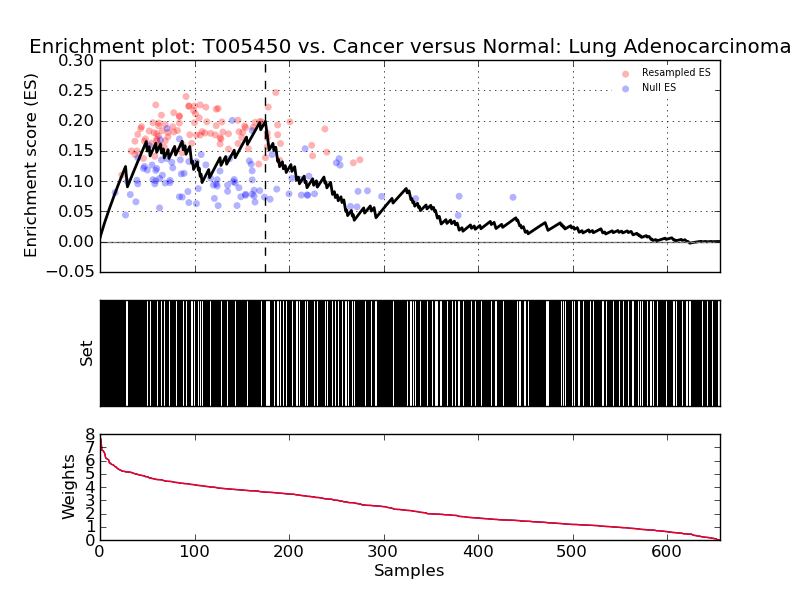 Enrichment plot: T005450 vs. Cancer versus Normal: Lung Adenocarcinoma
0.30
0.25
0.20
0.15
0.10
0.05
0.00
−0.05
Enrichment score (ES)
Resampled ES
Null ES
Set
8
7
6
5
4
3
2
1
0
Weights
0 100 200 300 400 500 600
Samples